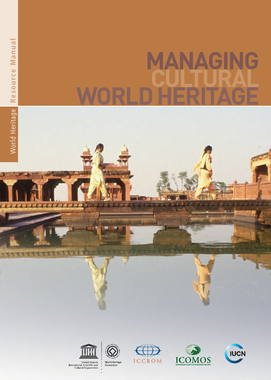 MANAGING
CULTURAL
WORLD HERITAGE
World Heritage Resource Manual
ICCROM
ICOMOS
IUCN